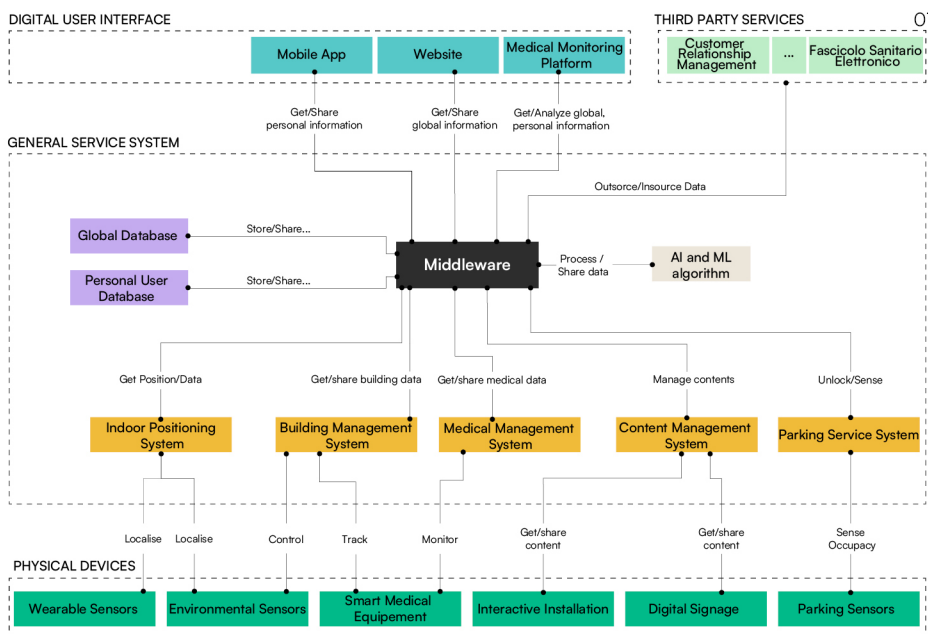 DIGITAL USER INTERFACE
THIRD PARTY SERVICES
Mobile App
Website
Medical Monitoring
Platform
Customer
Relationship
Management
...
Fascicolo Sanitario
Elettronico
Get/Share
personal information
Get/Share
global information
Get/Analyze global,
personal information
GENERAL SERVICE SYSTEM
Outsorce/Insource Data
Global Database
Store/Share...
Middleware
Process /
Share data
AI and ML
algorithm
Personal User
Database
Store/Share...
Get Position/Data
Get/share building data
Get/share medical data
Manage contents
Unlock/Sense
Indoor Positioning
System
Building Management
System
Medical Management
System
Content Management
System
Parking Service System
Localise
Localise
Control
Track
Monitor
Get/share
content
Get/share
content
Sense
Occupacy
PHYSICAL DEVICES
Wearable Sensors
Environmental Sensors
Smart Medical
Equipement
Interactive Installation
Digital Signage
Parking Sensors